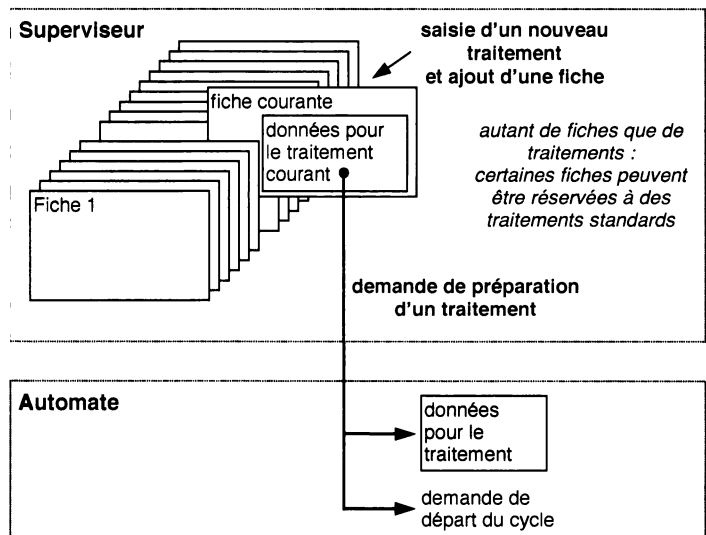 Superviseur
saisie d'un nouveau
traitement
et ajout d'une fiche
fiche courante
données pour
le traitement
courant
autant de fiches que de
traitements :
certaines fiches peuvent
être réservées à des
traitements standards
Fiche 1
demande de préparation
d'un traitement
Automate
données
pour le
traitement
demande de
départ du cycle